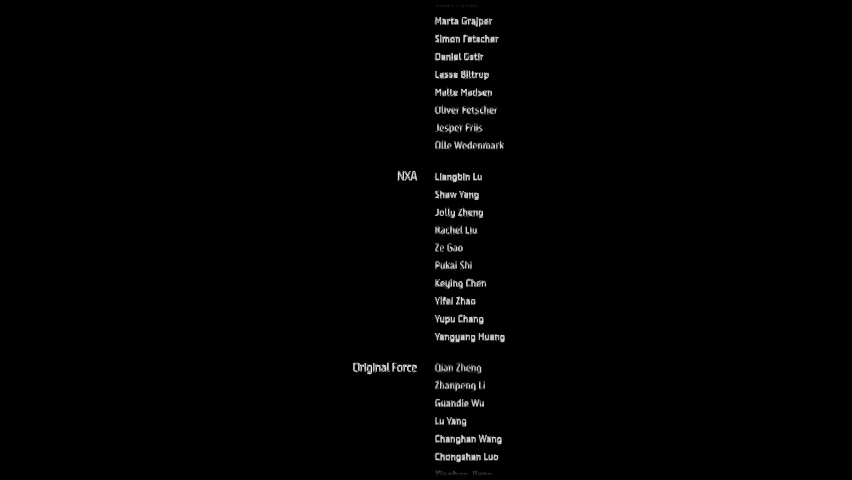 Marta Grajper
Simon Fetscher
Daniel Gstir
Lasse Biltrup
Malte Madsen
Oliver Fetscher
Jesper Friis
Olle Wedenmark
NXA Liangbin Lu
Shaw Yang
Jolly Zheng
Rachel Liu
Ze Gao
Pukai Shi
Keying Chen
Yifei Zhao
Yupu Chang
Yangyang Huang
Original Force Qian Zheng
Zhanpeng Li
Guandie Wu
Lu Yang
Changhan Wang
Chongshan Luo